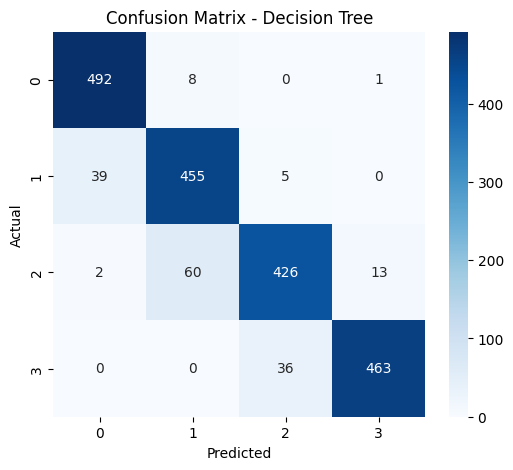 Confusion Matrix - Decision Tree
0 492 8 0 1
1 39 455 5 0
2 2 60 426 13
3 0 0 36 463
0 1 2 3
Actual
Predicted
400
300
200
100
0